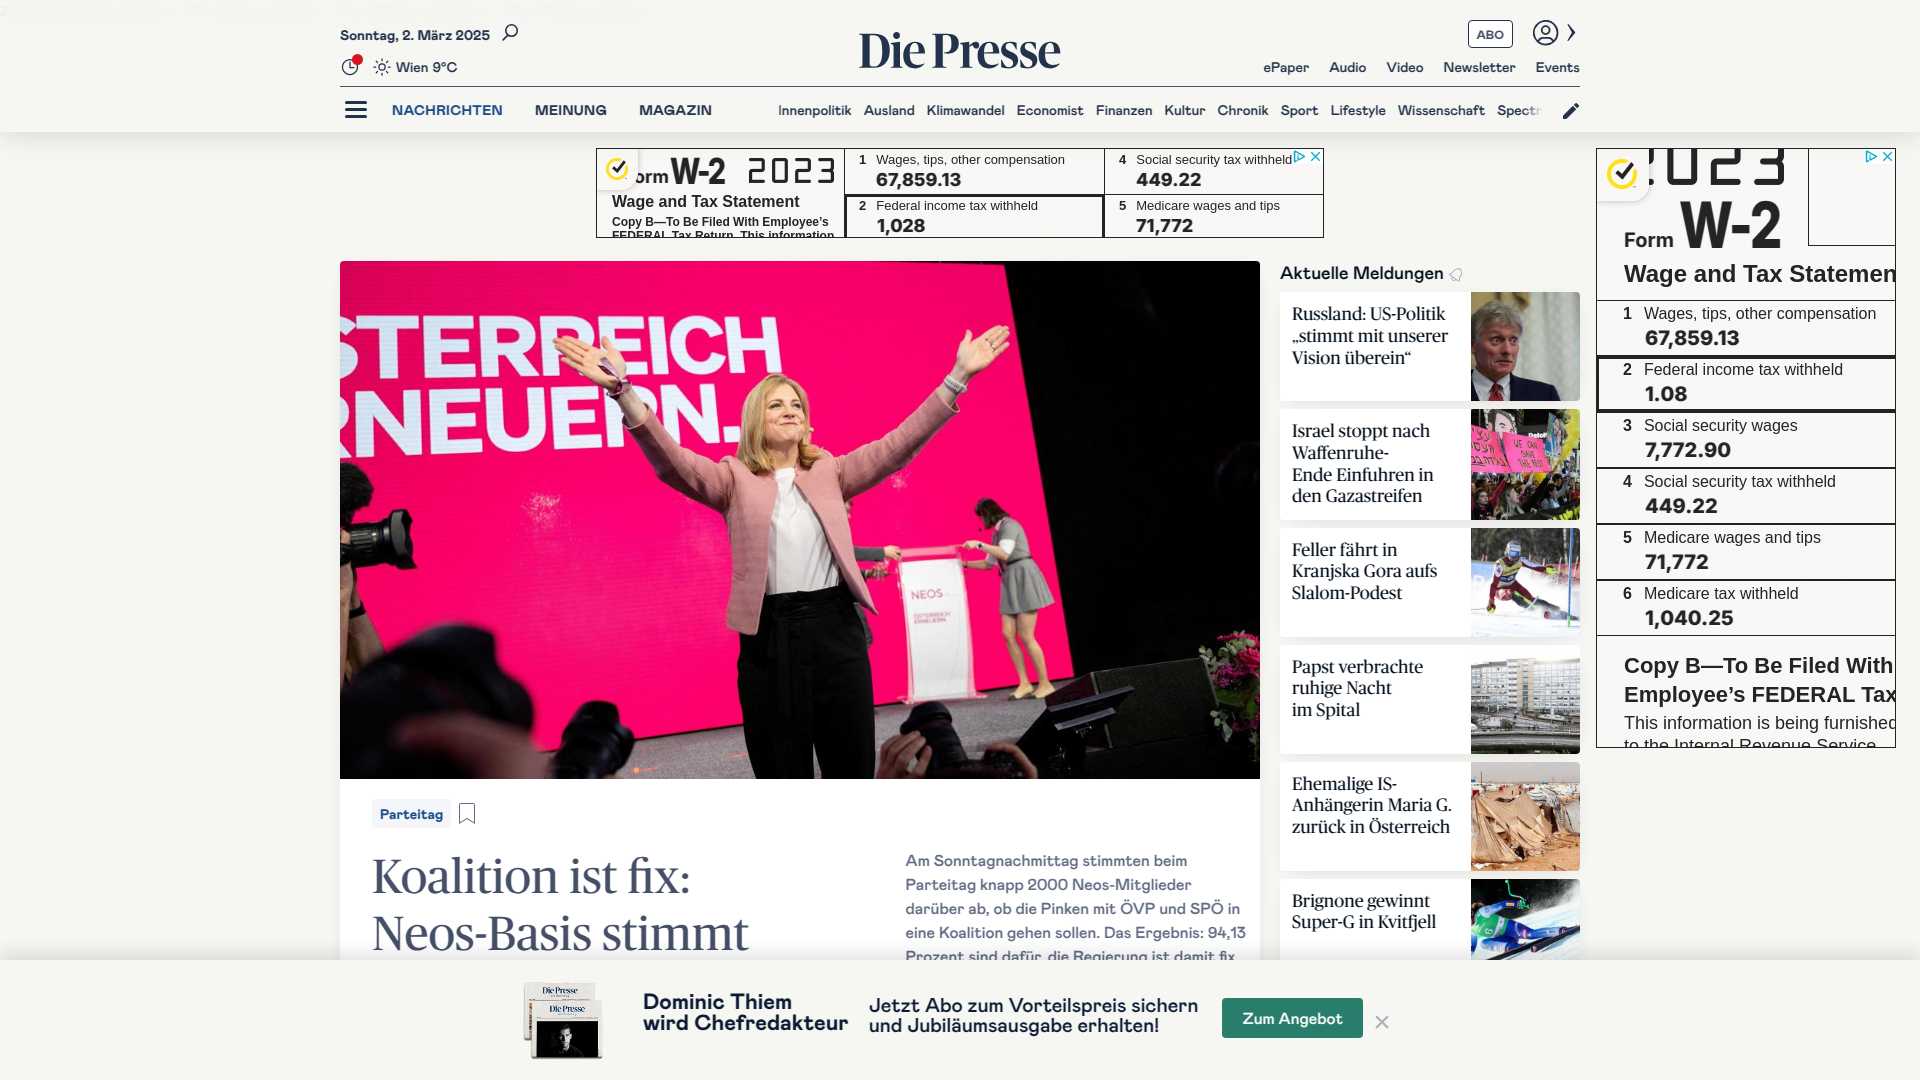 Sonntag, 2. März 2025
Wien 9°C
Die Presse
ABO
ePaper
Audio
Video
Newsletter
Events
NACHRICHTEN
MEINUNG
MAGAZIN
Innenpolitik
Ausland
Klimawandel
Economist
Finanzen
Kultur
Chronik
Sport
Lifestyle
Wissenschaft
W-2 2023
Wage and Tax Statement
Copy B—To Be Filed With Employee’s
FEDERAL Tax Return. This information
1 Wages, tips, other compensation
67,859.13
2 Federal income tax withheld
1,028
4 Social security tax withheld
449.22
5 Medicare wages and tips
71,772
2023
Form W-2
Wage and Tax
1 Wages, tips, other compensation
67,859.13
2 Federal income tax withheld
1.08
3 Social security wages
7,772.90
4 Social security tax withheld
449.22
5 Medicare wages and tips
71,772
6 Medicare tax withheld
1,040.25
Copy B—To Be Filed With
Employee’s FEDERAL Tax
This information is being furnished
to the Internal Revenue Service
STERREICH
RNEUERN.
NEOS
ÖSTERREICH
ERNEUERN.
Parteitag
Koalition ist fix:
Neos-Basis stimmt
Am Sonntagnachmittag stimmten beim
Parteitag knapp 2000 Neos-Mitglieder
darüber ab, ob die Pinken mit ÖVP und SPÖ in
eine Koalition gehen sollen. Das Ergebnis: 94,13
Prozent sind dafür, die Regierung ist damit fix.
Aktuelle Meldungen
Russland: US-Politik
„stimmt mit unserer
Vision überein“
Israel stoppt nach
Waffenruhe-
Ende Einfuhren in
den Gazastreifen
Feller fährt in
Kranjska Gora aufs
Slalom-Podest
Papst verbrachte
ruhige Nacht
im Spital
Ehemalige IS-
Anhängerin Maria G.
zurück in Österreich
Brignone gewinnt
Super-G in Kvitfjell
Die Presse
Die Presse
Dominic Thiem
wird Chefredakteur
Jetzt Abo zum Vorteilspreis sichern
und Jubiläumsausgabe erhalten!
Zum Angebot